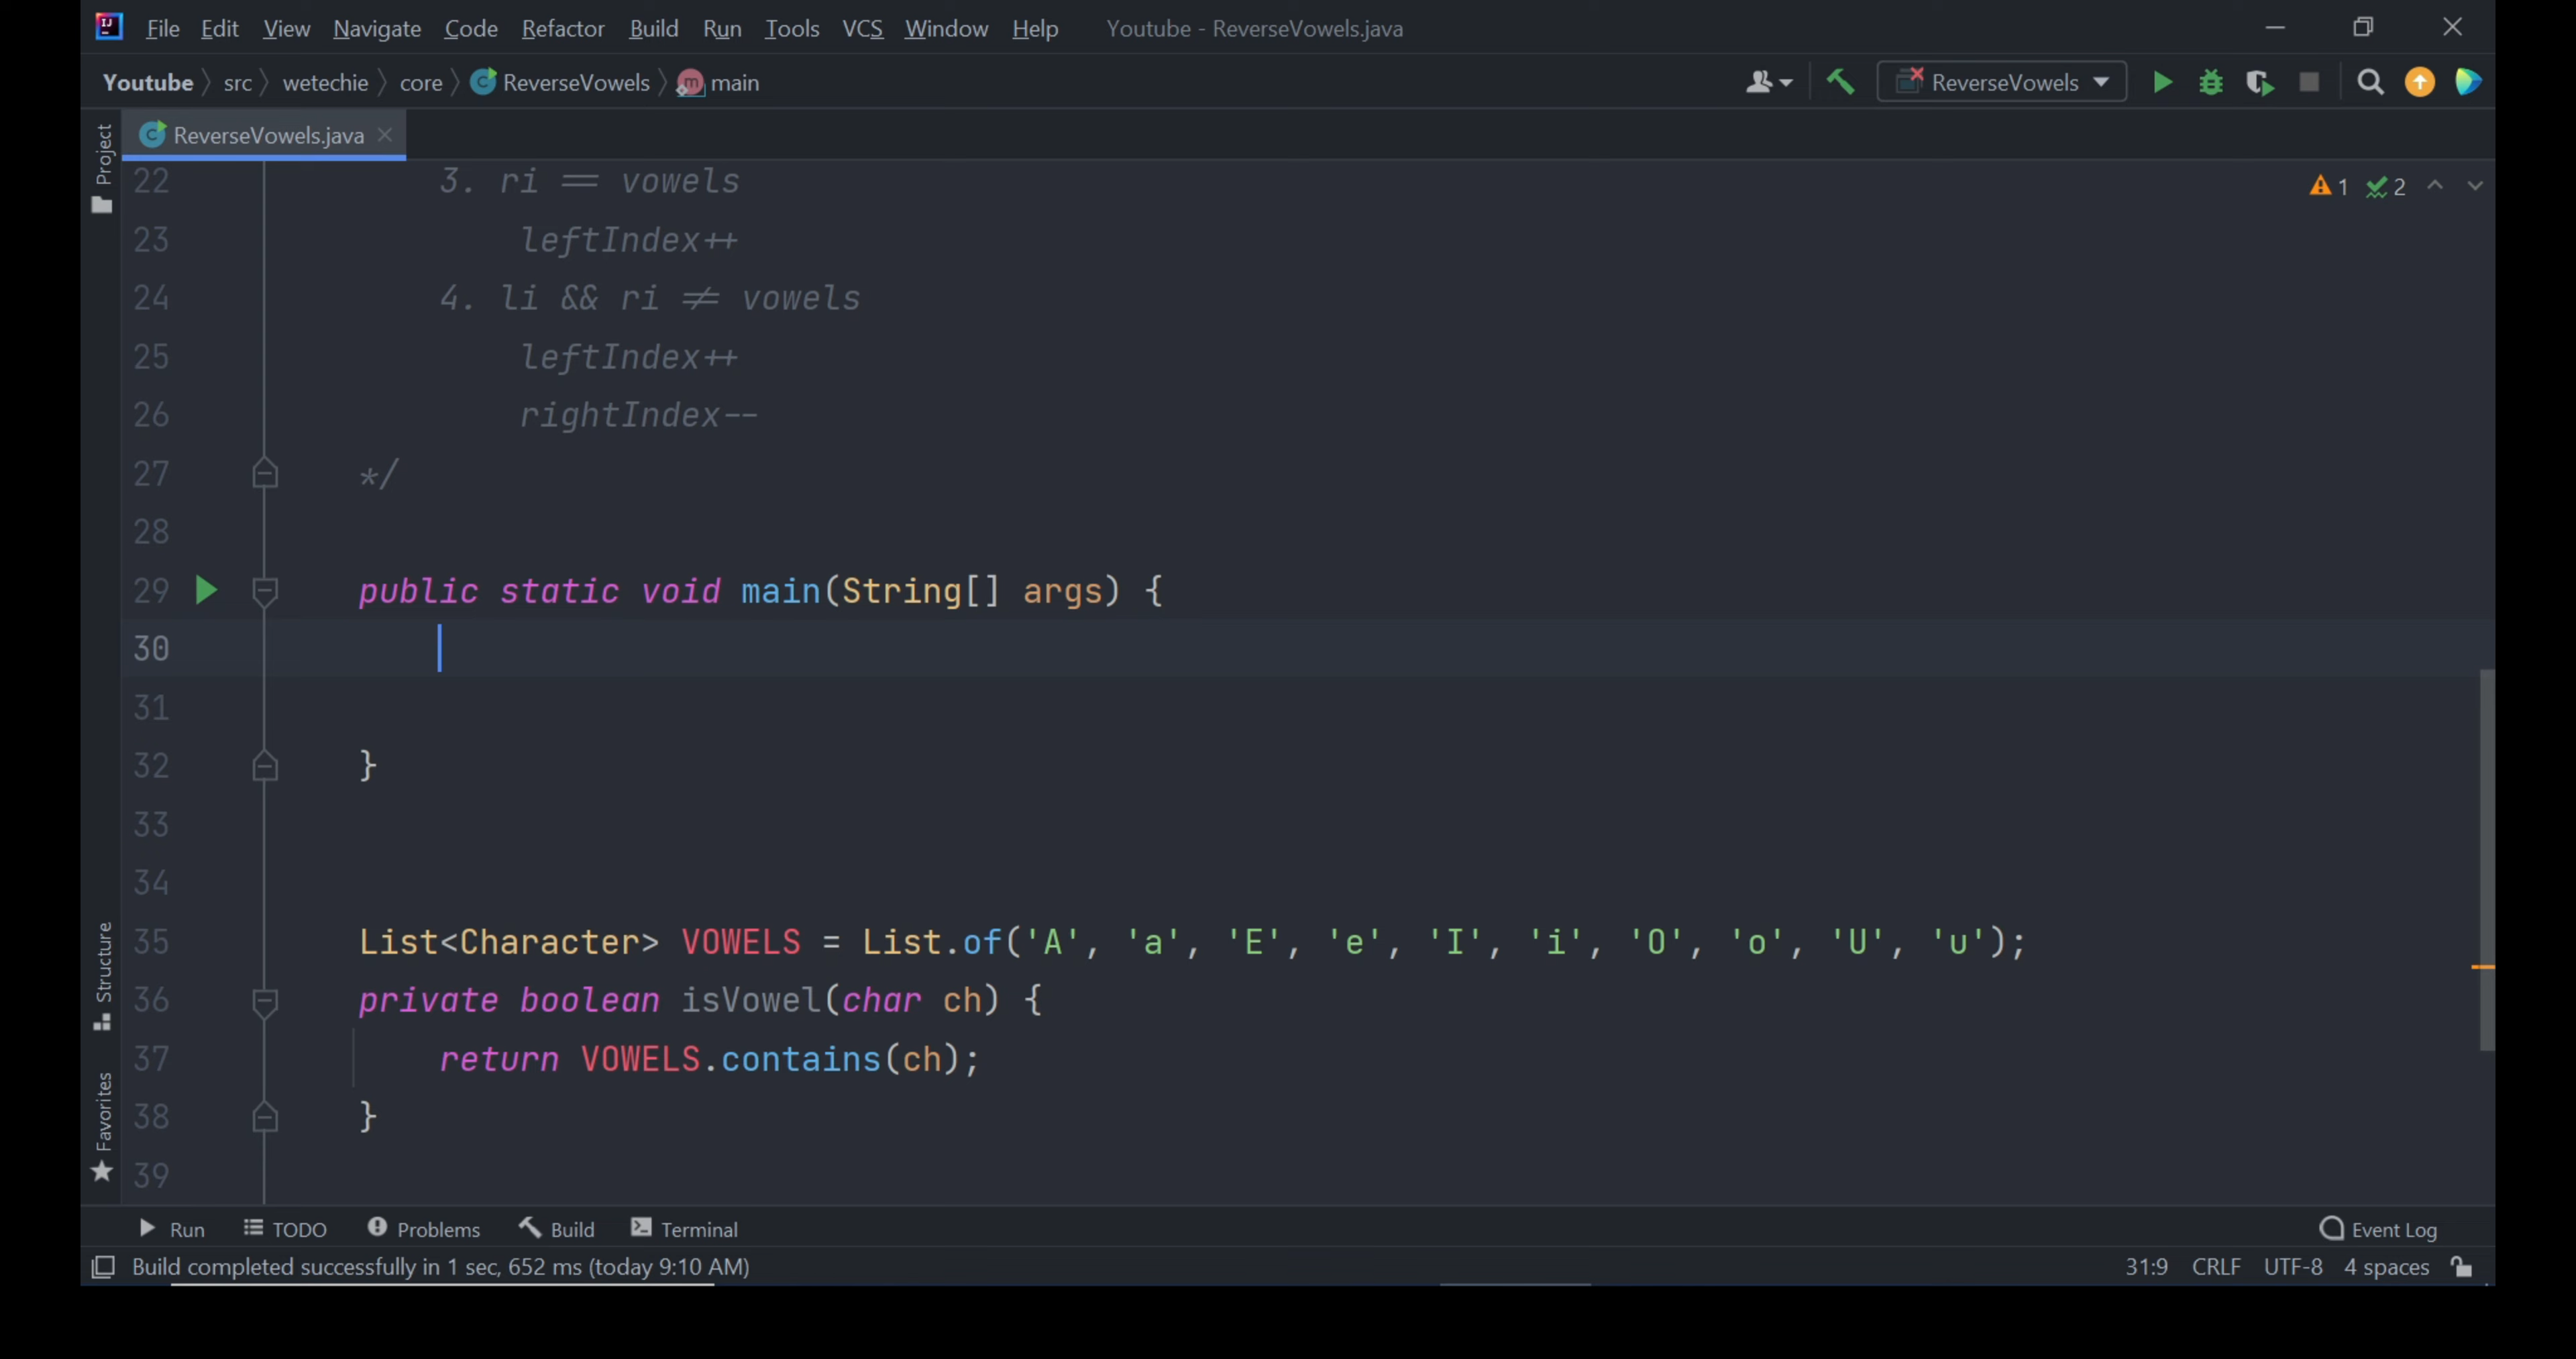 File Edit View Navigate Code Refactor Build Run Tools VCS Window Help Youtube - ReverseVowels.java
Youtube src wetechie core ReverseVowels main ReverseVowels
ReverseVowels.java
Project
1 2
22 3. ri == vowels
23 leftIndex++
24 4. li && ri != vowels
25 leftIndex++
26 rightIndex--
27 */
28
29 public static void main(String[] args) {
30
31
32 }
33
34
35 List<Character> VOWELS = List.of('A', 'a', 'E', 'e', 'I', 'i', 'O', 'o', 'U', 'u');
36 private boolean isVowel(char ch) {
37 return VOWELS.contains(ch);
38 }
39
Structure
Favorites
Run TODO Problems Build Terminal Event Log
Build completed successfully in 1 sec, 652 ms (today 9:10 AM) 31:9 CRLF UTF-8 4 spaces